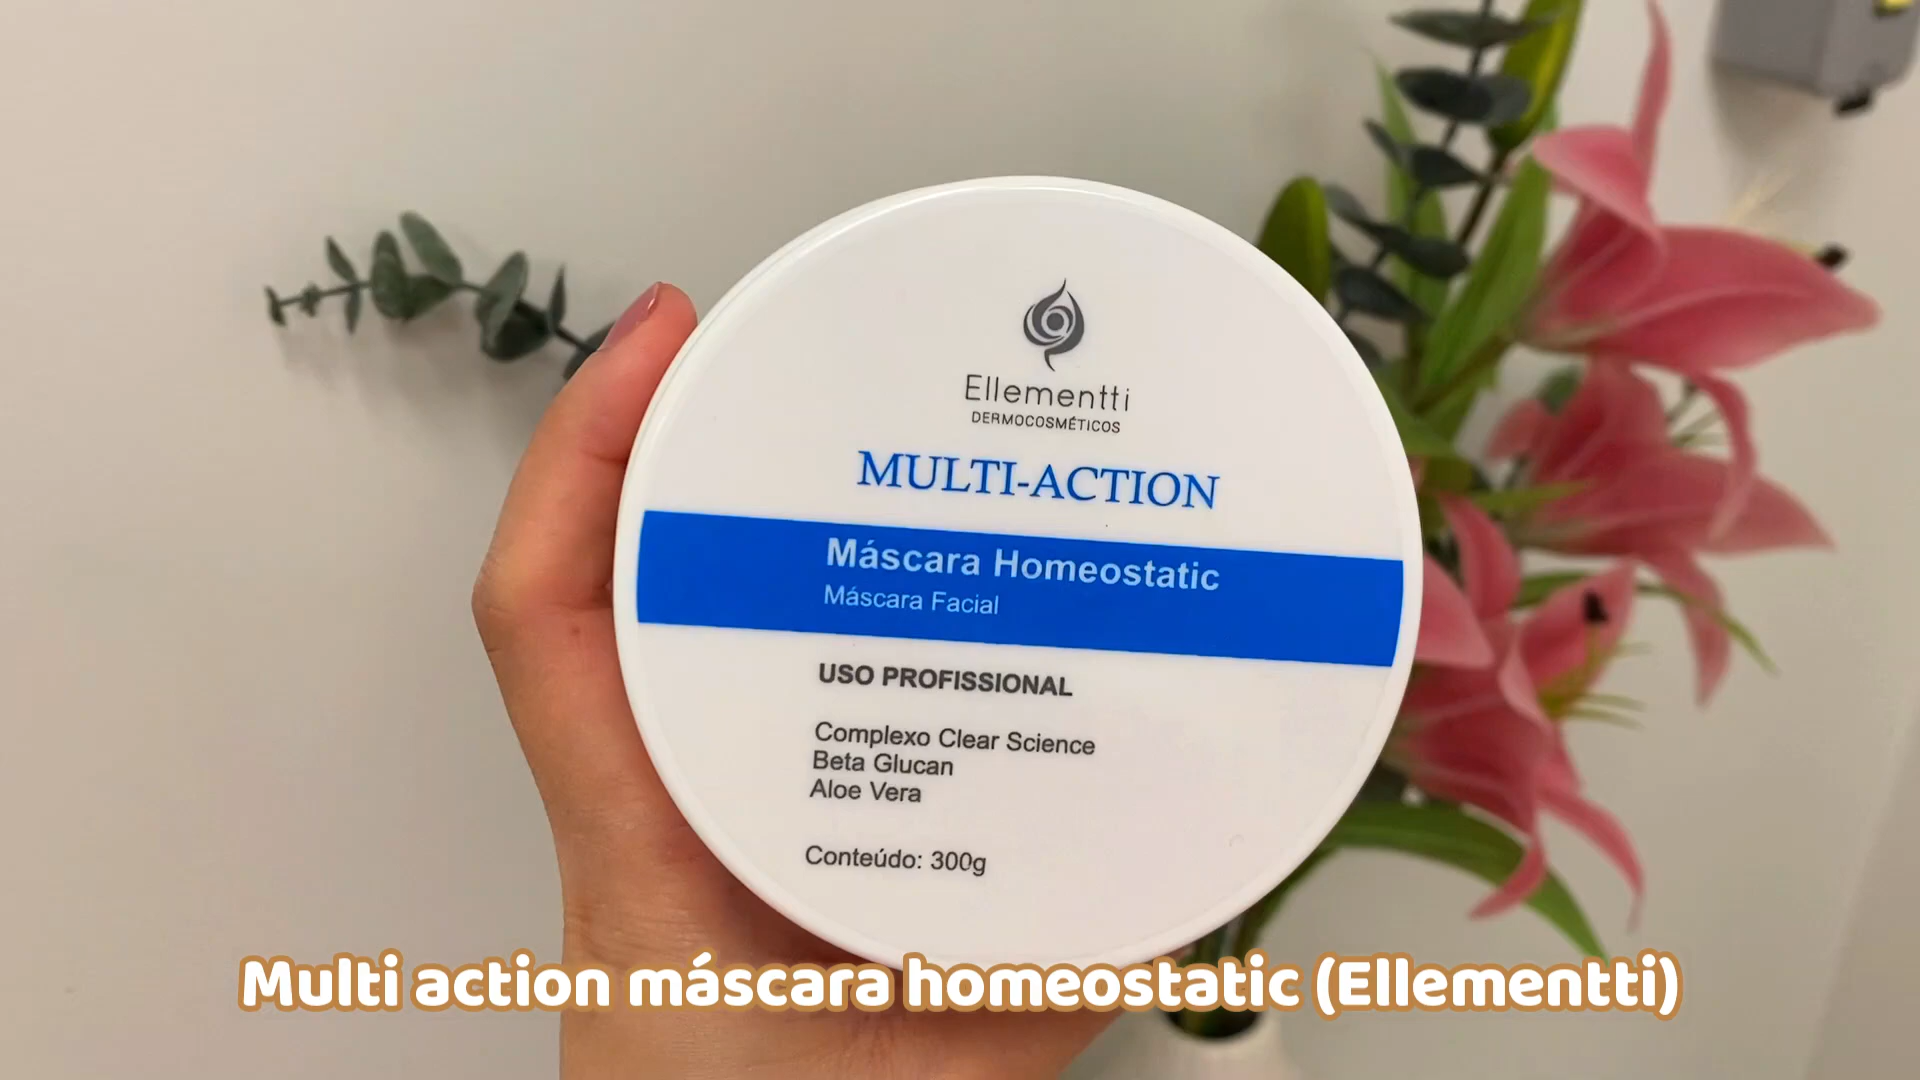 Ellementti
DERMOCOSMÉTICOS
MULTI-ACTION
Máscara Homeostatic
Máscara Facial
USO PROFISSIONAL
Complexo Clear Science
Beta Glucan
Aloe Vera
Conteúdo: 300g
Multi action máscara homeostatic (Ellementti)